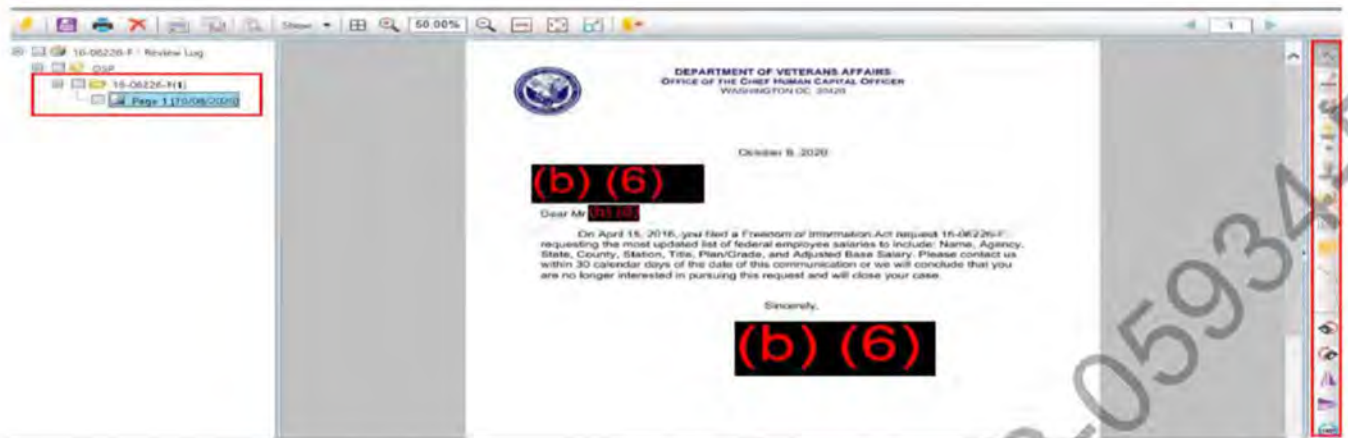 Show 50.00% 1
16-06226-F - Review Log
OSP
16-06226-F(1)
Page 1 [10/08/2020]
DEPARTMENT OF VETERANS AFFAIRS
OFFICE OF THE CHIEF HUMAN CAPITAL OFFICER
WASHINGTON DC 20420
October 8, 2020
(b) (6)
Dear Mr (b) (6)
On April 15, 2016, you filed a Freedom of Information Act request 16-06226-F
requesting the most updated list of federal employee salaries to include: Name, Agency,
State, County, Station, Title, Plan/Grade, and Adjusted Base Salary. Please contact us
within 30 calendar days of the date of this communication or we will conclude that you
are no longer interested in pursuing this request and will close your case.
Sincerely,
(b) (6)
-05934-